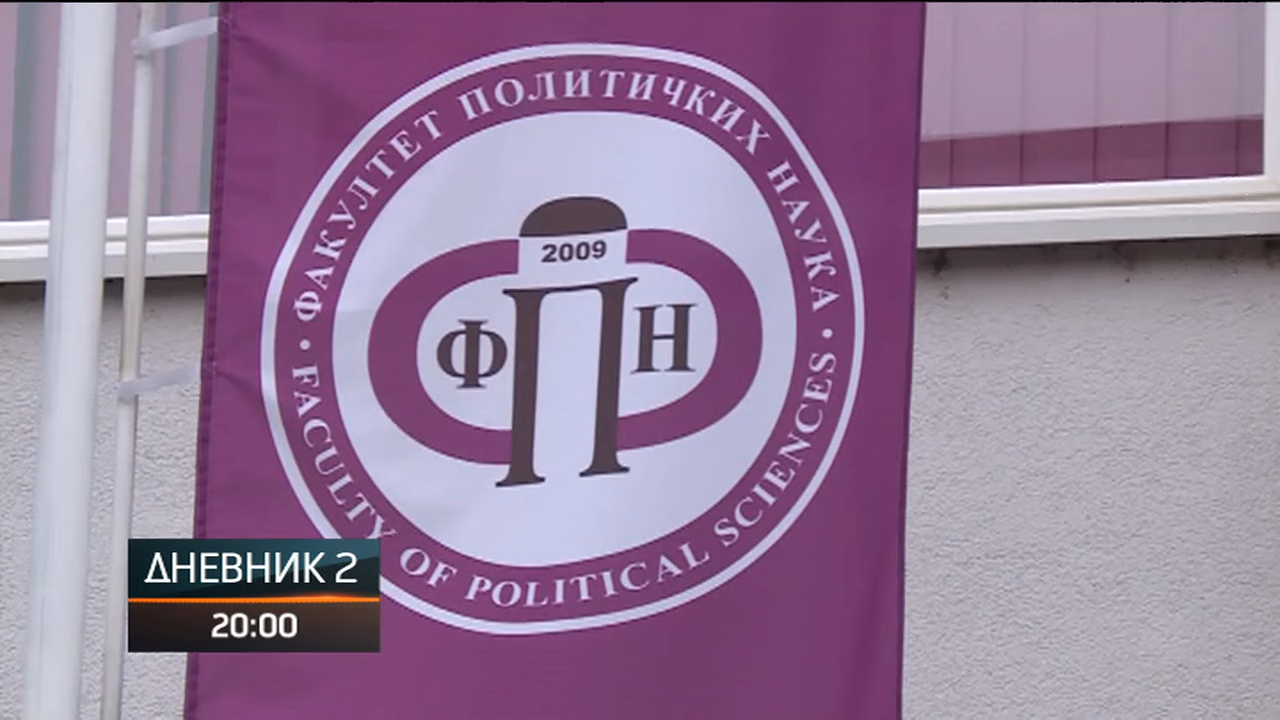 ФАКУЛТЕТ ПОЛИТИЧКИХ НАУКА
2009
ФПН
• FACULTY OF POLITICAL SCIENCES •
ДНЕВНИК 2
20:00